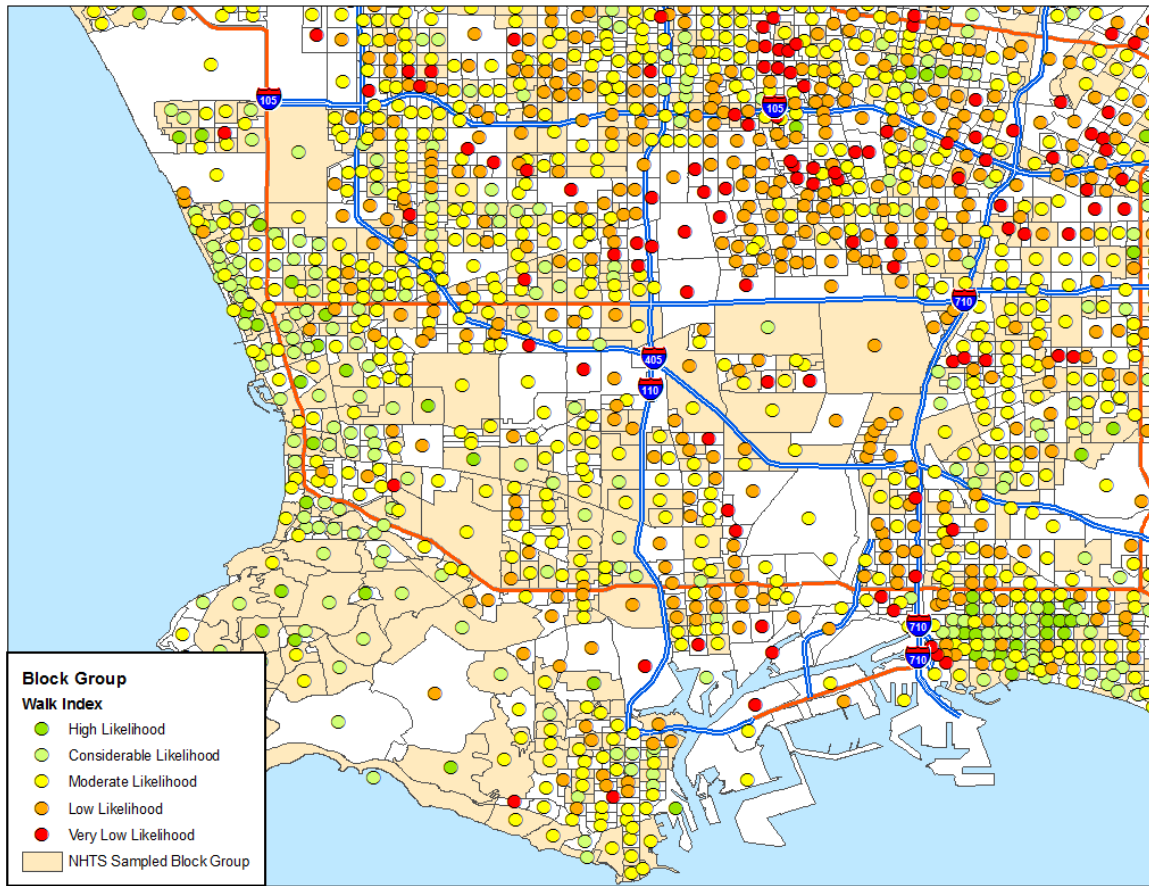 105
105
710
405
110
710
710
Block Group
Walk Index
High Likelihood
Considerable Likelihood
Moderate Likelihood
Low Likelihood
Very Low Likelihood
NHTS Sampled Block Group